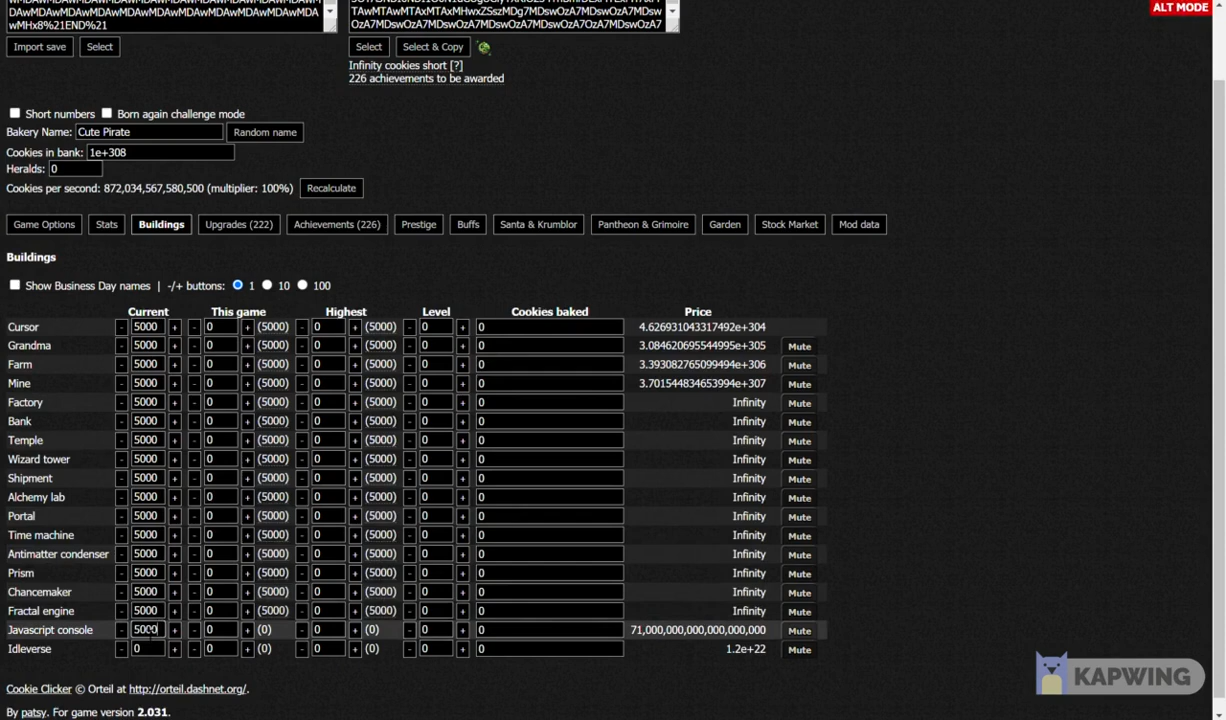 ALT MODE
DAwMDAwMDAwMDAwMDAwMDAwMDAwMDAw
wMHx8%21END%21
OzA7MDswOzA7MDswOzA7MDswOzA7MDswOzA7
Import save Select Select Select & Copy
Infinity cookies short [?]
226 achievements to be awarded
Short numbers Born again challenge mode
Bakery Name: Cute Pirate Random name
Cookies in bank: 1e+308
Heralds: 0
Cookies per second: 872,034,567,580,500 (multiplier: 100%) Recalculate
Game Options Stats Buildings Upgrades (222) Achievements (226) Prestige Buffs Santa & Krumblor Pantheon & Grimoire Garden Stock Market Mod data
Buildings
Show Business Day names | -/+ buttons: 1 10 100
Current This game Highest Level Cookies baked Price
Cursor - 5000 + - 0 + (5000) - 0 + (5000) - 0 + 0 4.626931043317492e+304
Grandma - 5000 + - 0 + (5000) - 0 + (5000) - 0 + 0 3.084620695544995e+305 Mute
Farm - 5000 + - 0 + (5000) - 0 + (5000) - 0 + 0 3.393082765099494e+306 Mute
Mine - 5000 + - 0 + (5000) - 0 + (5000) - 0 + 0 3.701544834653994e+307 Mute
Factory - 5000 + - 0 + (5000) - 0 + (5000) - 0 + 0 Infinity Mute
Bank - 5000 + - 0 + (5000) - 0 + (5000) - 0 + 0 Infinity Mute
Temple - 5000 + - 0 + (5000) - 0 + (5000) - 0 + 0 Infinity Mute
Wizard tower - 5000 + - 0 + (5000) - 0 + (5000) - 0 + 0 Infinity Mute
Shipment - 5000 + - 0 + (5000) - 0 + (5000) - 0 + 0 Infinity Mute
Alchemy lab - 5000 + - 0 + (5000) - 0 + (5000) - 0 + 0 Infinity Mute
Portal - 5000 + - 0 + (5000) - 0 + (5000) - 0 + 0 Infinity Mute
Time machine - 5000 + - 0 + (5000) - 0 + (5000) - 0 + 0 Infinity Mute
Antimatter condenser - 5000 + - 0 + (5000) - 0 + (5000) - 0 + 0 Infinity Mute
Prism - 5000 + - 0 + (5000) - 0 + (5000) - 0 + 0 Infinity Mute
Chancemaker - 5000 + - 0 + (5000) - 0 + (5000) - 0 + 0 Infinity Mute
Fractal engine - 5000 + - 0 + (5000) - 0 + (5000) - 0 + 0 Infinity Mute
Javascript console - 5000 + - 0 + (0) - 0 + (0) - 0 + 0 71,000,000,000,000,000,000 Mute
Idleverse - 0 + - 0 + (0) - 0 + (0) - 0 + 0 1.2e+22 Mute
Cookie Clicker © Orteil at http://orteil.dashnet.org/.
By patsy. For game version 2.031.
KAPWING